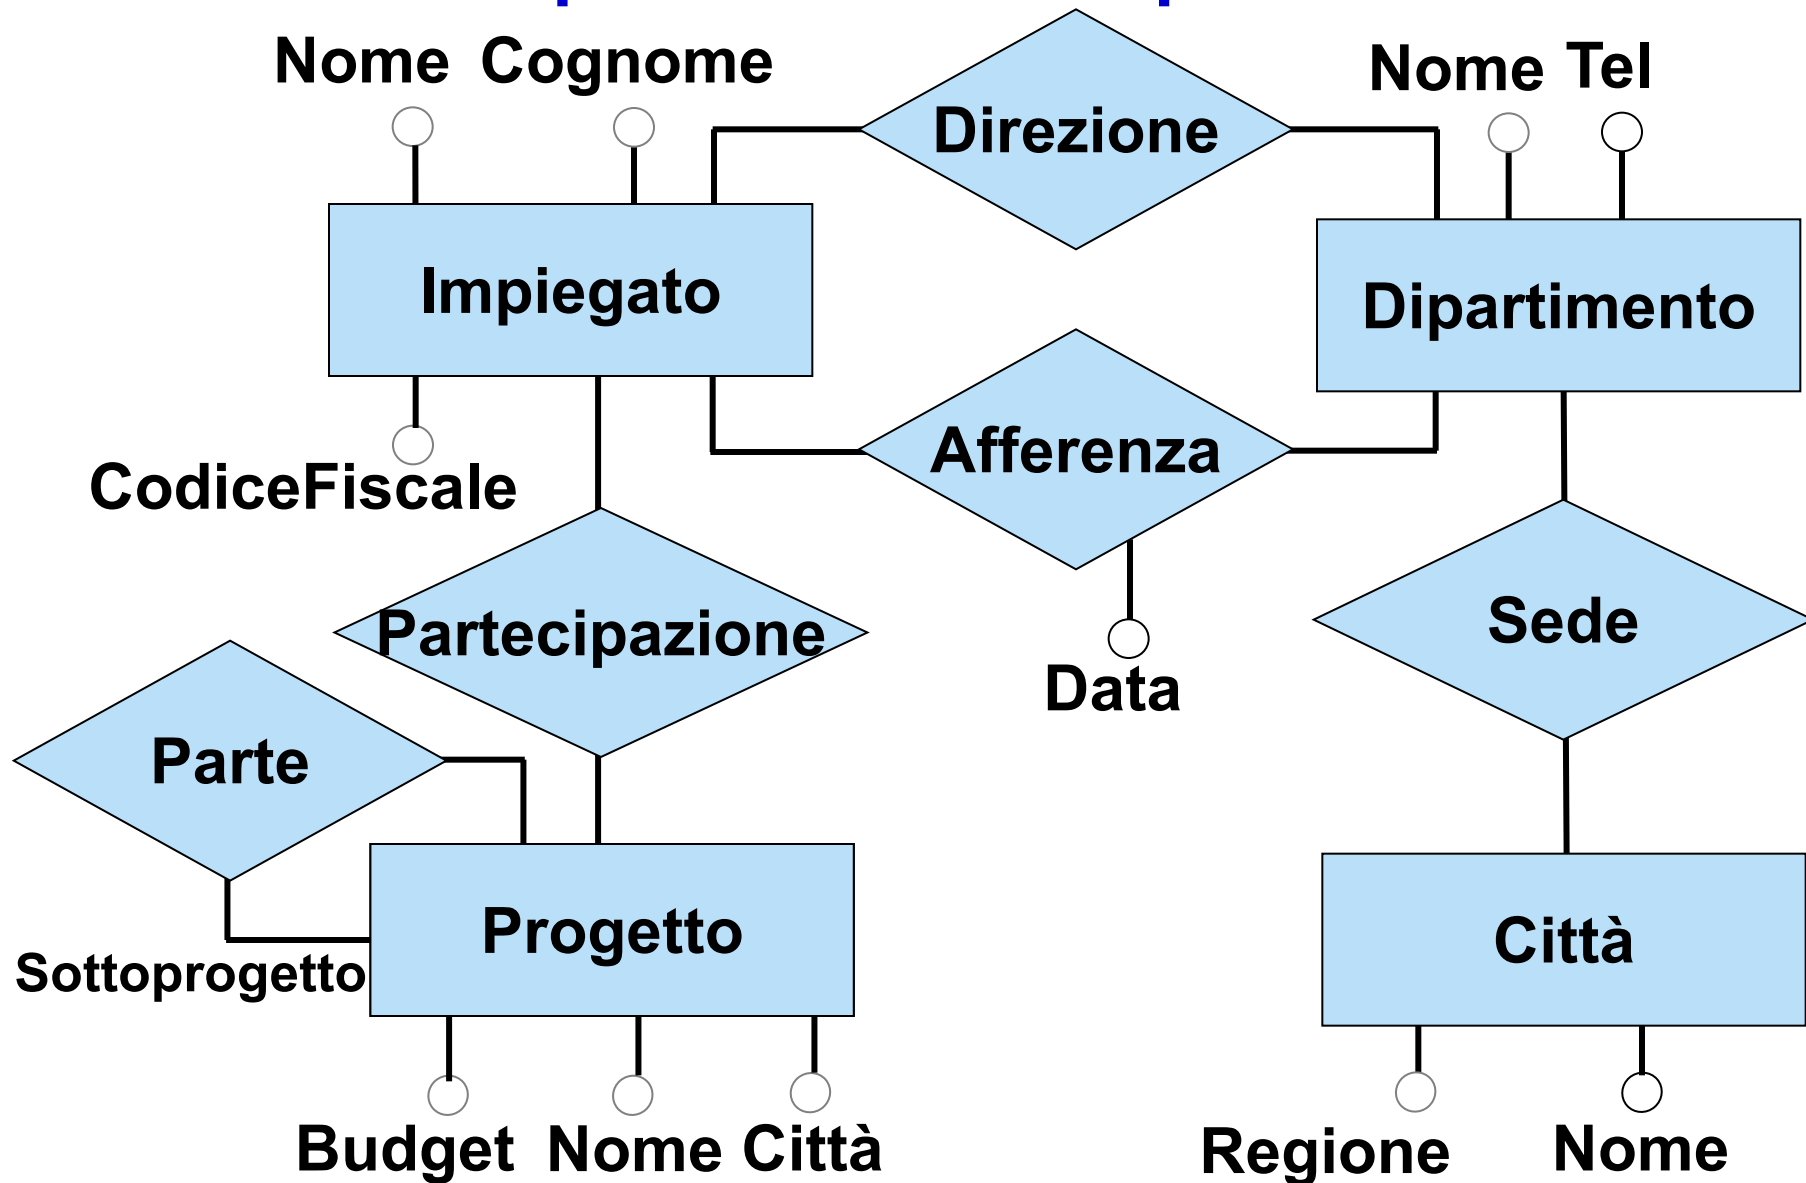 Nome Cognome
Nome Tel
Direzione
Impiegato
Dipartimento
Afferenza
CodiceFiscale
Partecipazione
Sede
Data
Parte
Progetto
Città
Sottoprogetto
Budget Nome Città
Regione Nome